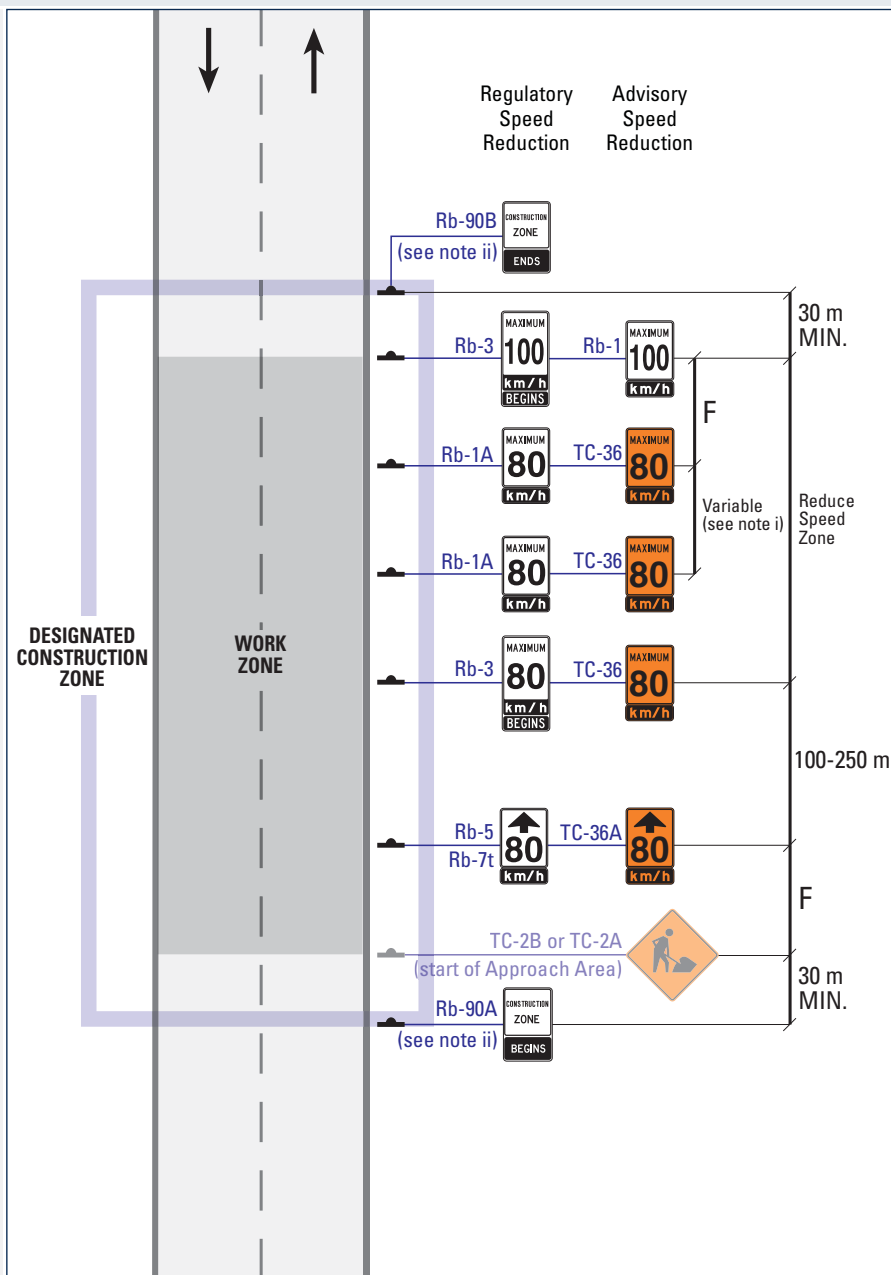 Regulatory
Speed
Reduction
Advisory
Speed
Reduction
Rb-90B
(see note ii)
CONSTRUCTION
ZONE
ENDS
30 m
MIN.
Rb-3
MAXIMUM
100
km/h
BEGINS
Rb-1
MAXIMUM
100
km/h
F
Rb-1A
MAXIMUM
80
km/h
TC-36
MAXIMUM
80
km/h
Variable
(see note i)
Reduce
Speed
Zone
Rb-1A
MAXIMUM
80
km/h
TC-36
MAXIMUM
80
km/h
DESIGNATED
CONSTRUCTION
ZONE
WORK
ZONE
Rb-3
MAXIMUM
80
km/h
BEGINS
TC-36
MAXIMUM
80
km/h
100-250 m
Rb-5
Rb-7t
80
km/h
TC-36A
80
km/h
F
TC-2B or TC-2A
(start of Approach Area)
30 m
MIN.
Rb-90A
(see note ii)
CONSTRUCTION
ZONE
BEGINS